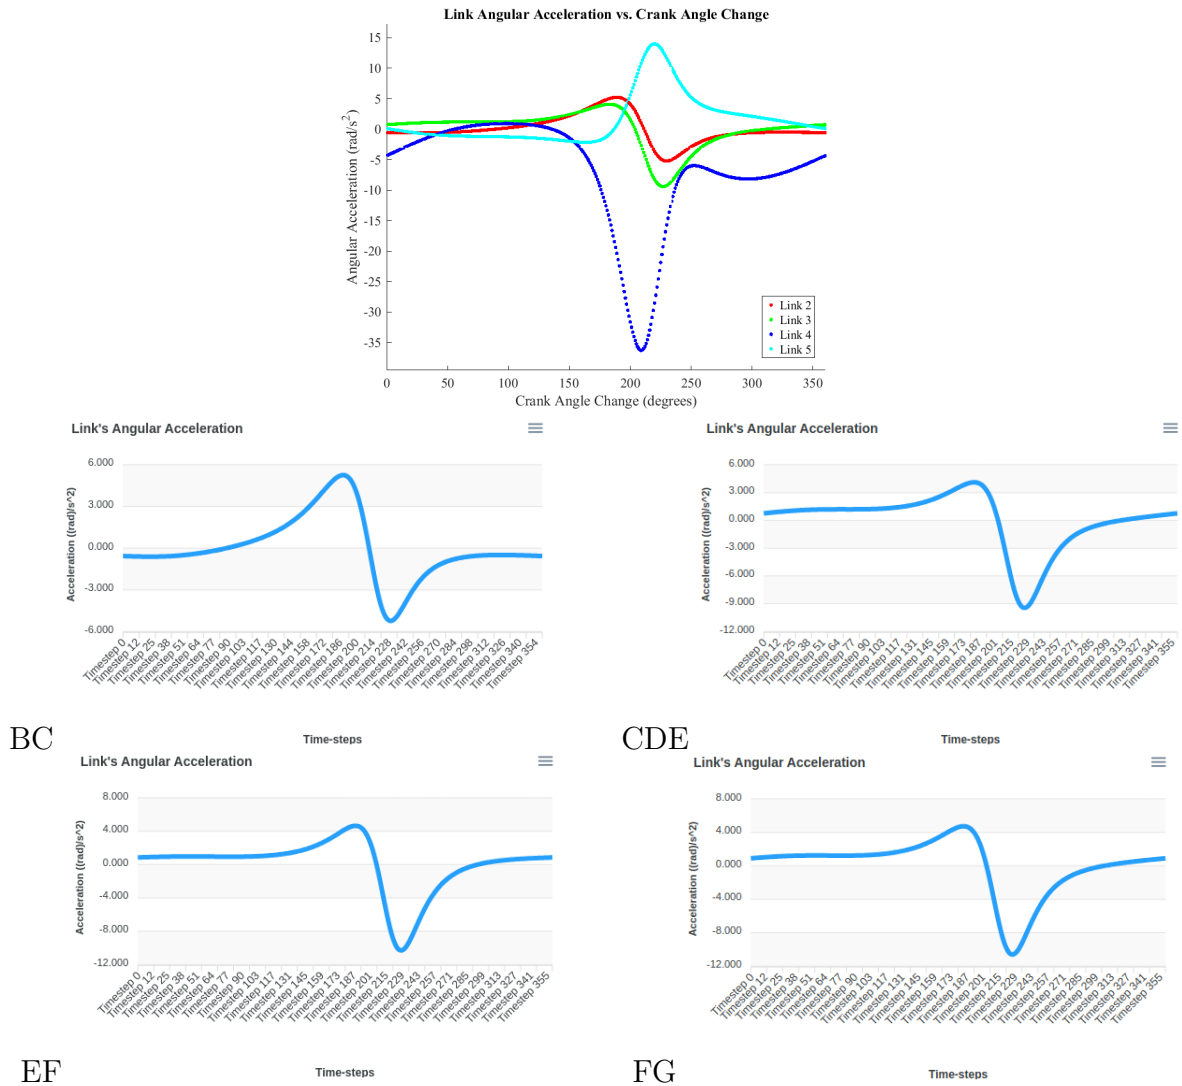 Link Angular Acceleration vs. Crank Angle Change
Angular Acceleration (rad/s²)
15
10
5
0
-5
-10
-15
-20
-25
-30
-35
0 50 100 150 200 250 300 350
Crank Angle Change (degrees)
Link 2
Link 3
Link 4
Link 5
Link's Angular Acceleration
Acceleration ((rad)/s^2)
6.000
3.000
0.000
-3.000
-6.000
Timestep 0 Timestep 12 Timestep 25 Timestep 38 Timestep 51 Timestep 64 Timestep 77 Timestep 90 Timestep 103 Timestep 117 Timestep 130 Timestep 144 Timestep 158 Timestep 172 Timestep 186 Timestep 200 Timestep 214 Timestep 228 Timestep 242 Timestep 256 Timestep 270 Timestep 284 Timestep 298 Timestep 312 Timestep 326 Timestep 340 Timestep 354
Time-steps
BC
Link's Angular Acceleration
Acceleration ((rad)/s^2)
6.000
3.000
0.000
-3.000
-6.000
-9.000
-12.000
Timestep 0 Timestep 12 Timestep 25 Timestep 38 Timestep 51 Timestep 64 Timestep 77 Timestep 90 Timestep 103 Timestep 117 Timestep 131 Timestep 145 Timestep 159 Timestep 173 Timestep 187 Timestep 201 Timestep 215 Timestep 229 Timestep 243 Timestep 257 Timestep 271 Timestep 285 Timestep 299 Timestep 313 Timestep 327 Timestep 341 Timestep 355
Time-steps
CDE
Link's Angular Acceleration
Acceleration ((rad)/s^2)
8.000
4.000
0.000
-4.000
-8.000
-12.000
Timestep 0 Timestep 12 Timestep 25 Timestep 38 Timestep 51 Timestep 64 Timestep 77 Timestep 90 Timestep 103 Timestep 117 Timestep 131 Timestep 145 Timestep 159 Timestep 173 Timestep 187 Timestep 201 Timestep 215 Timestep 229 Timestep 243 Timestep 257 Timestep 271 Timestep 285 Timestep 299 Timestep 313 Timestep 327 Timestep 341 Timestep 355
Time-steps
EF
Link's Angular Acceleration
Acceleration ((rad)/s^2)
8.000
4.000
0.000
-4.000
-8.000
-12.000
Timestep 0 Timestep 12 Timestep 25 Timestep 38 Timestep 51 Timestep 64 Timestep 77 Timestep 90 Timestep 103 Timestep 117 Timestep 131 Timestep 145 Timestep 159 Timestep 173 Timestep 187 Timestep 201 Timestep 215 Timestep 229 Timestep 243 Timestep 257 Timestep 271 Timestep 285 Timestep 299 Timestep 313 Timestep 327 Timestep 341 Timestep 355
Time-steps
FG